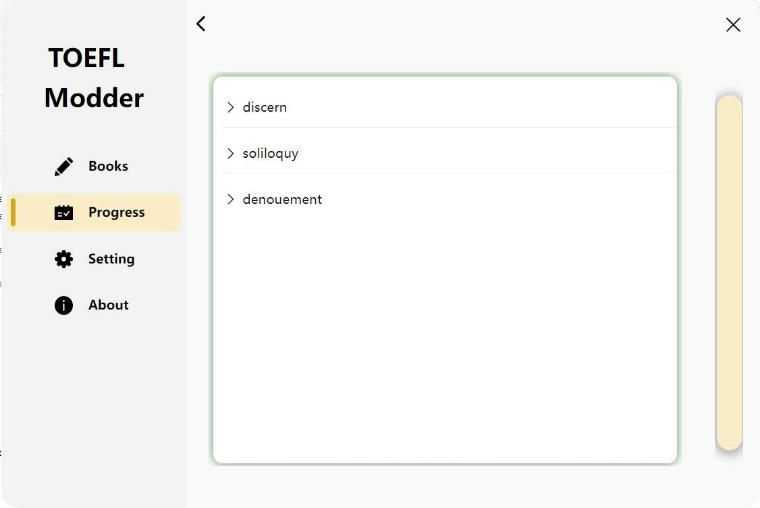 TOEFL
Modder
Books
Progress
Setting
About
discern
soliloquy
denouement